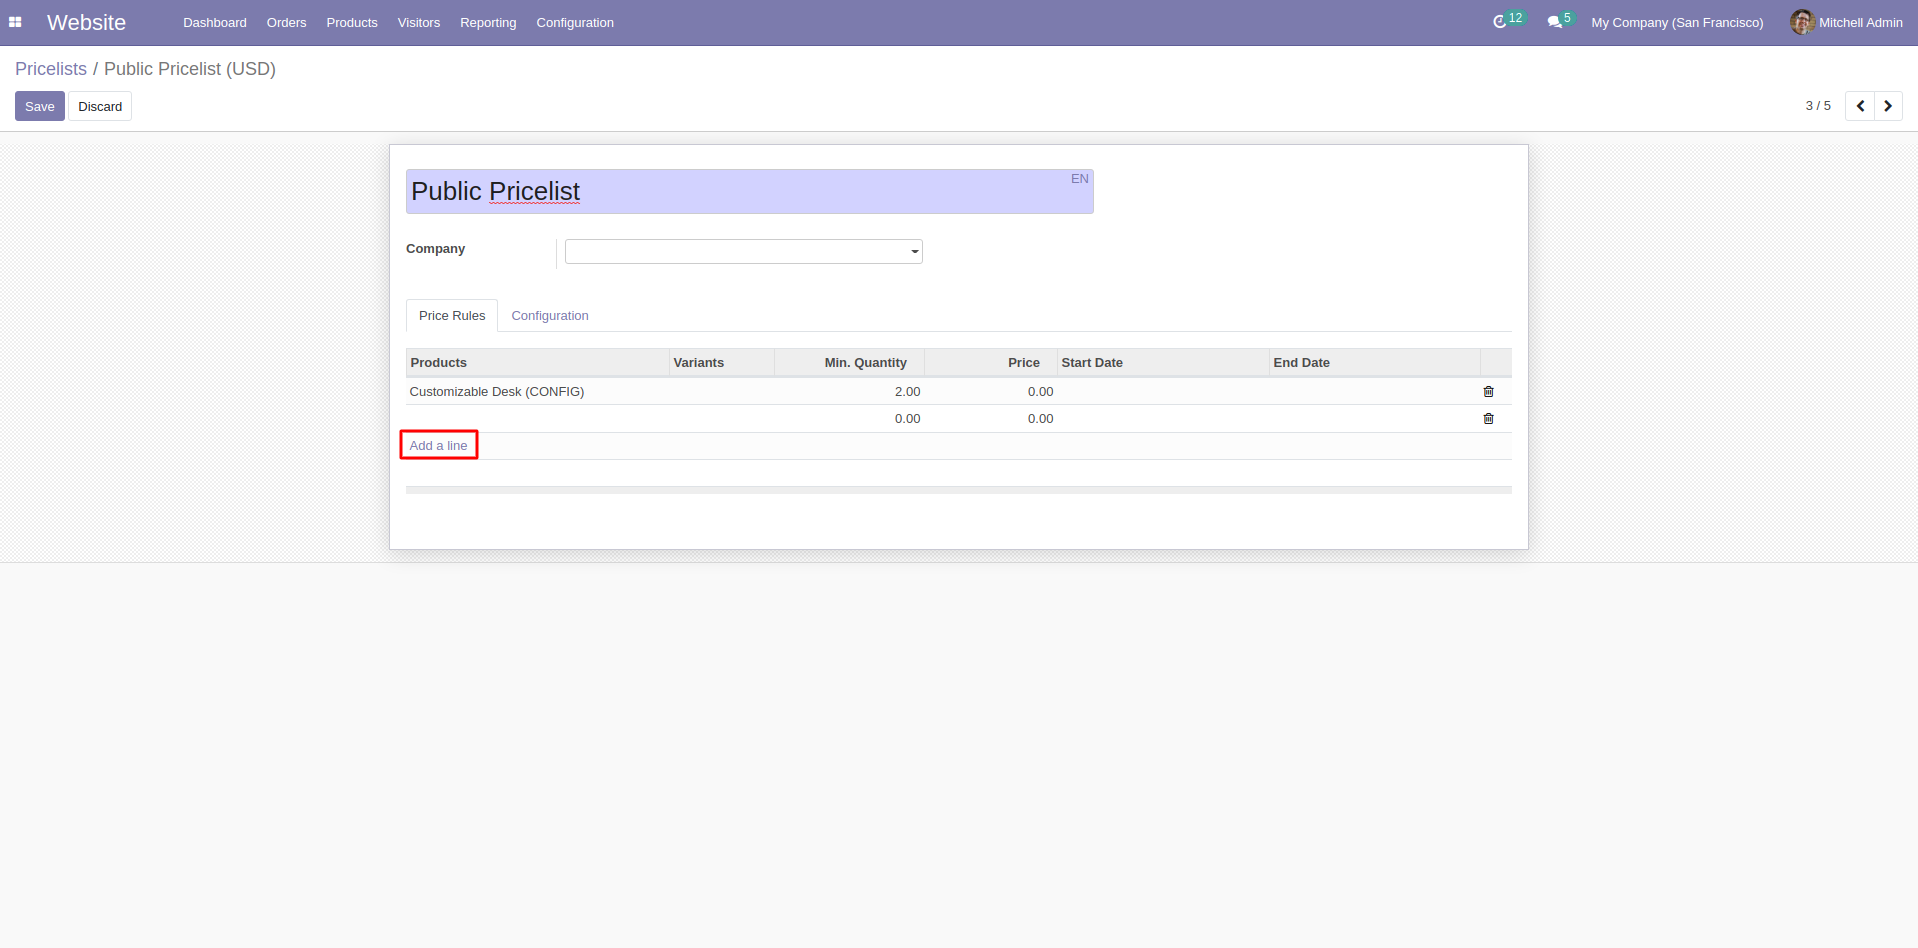 Website Dashboard Orders Products Visitors Reporting Configuration 12 5 My Company (San Francisco) Mitchell Admin
Pricelists / Public Pricelist (USD)
Save Discard 3 / 5
Public Pricelist EN
Company
Price Rules Configuration
Products Variants Min. Quantity Price Start Date End Date
Customizable Desk (CONFIG) 2.00 0.00
0.00 0.00
Add a line